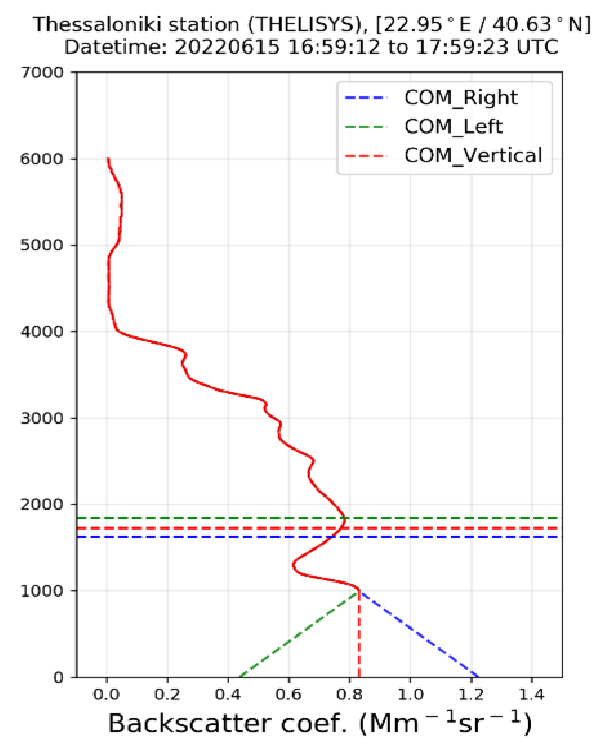 Thessaloniki station (THELISYS), [22.95°E / 40.63°N]
Datetime: 20220615 16:59:12 to 17:59:23 UTC
7000
6000
5000
4000
3000
2000
1000
0
COM_Right
COM_Left
COM_Vertical
0.0 0.2 0.4 0.6 0.8 1.0 1.2 1.4
Backscatter coef. (Mm⁻¹sr⁻¹)